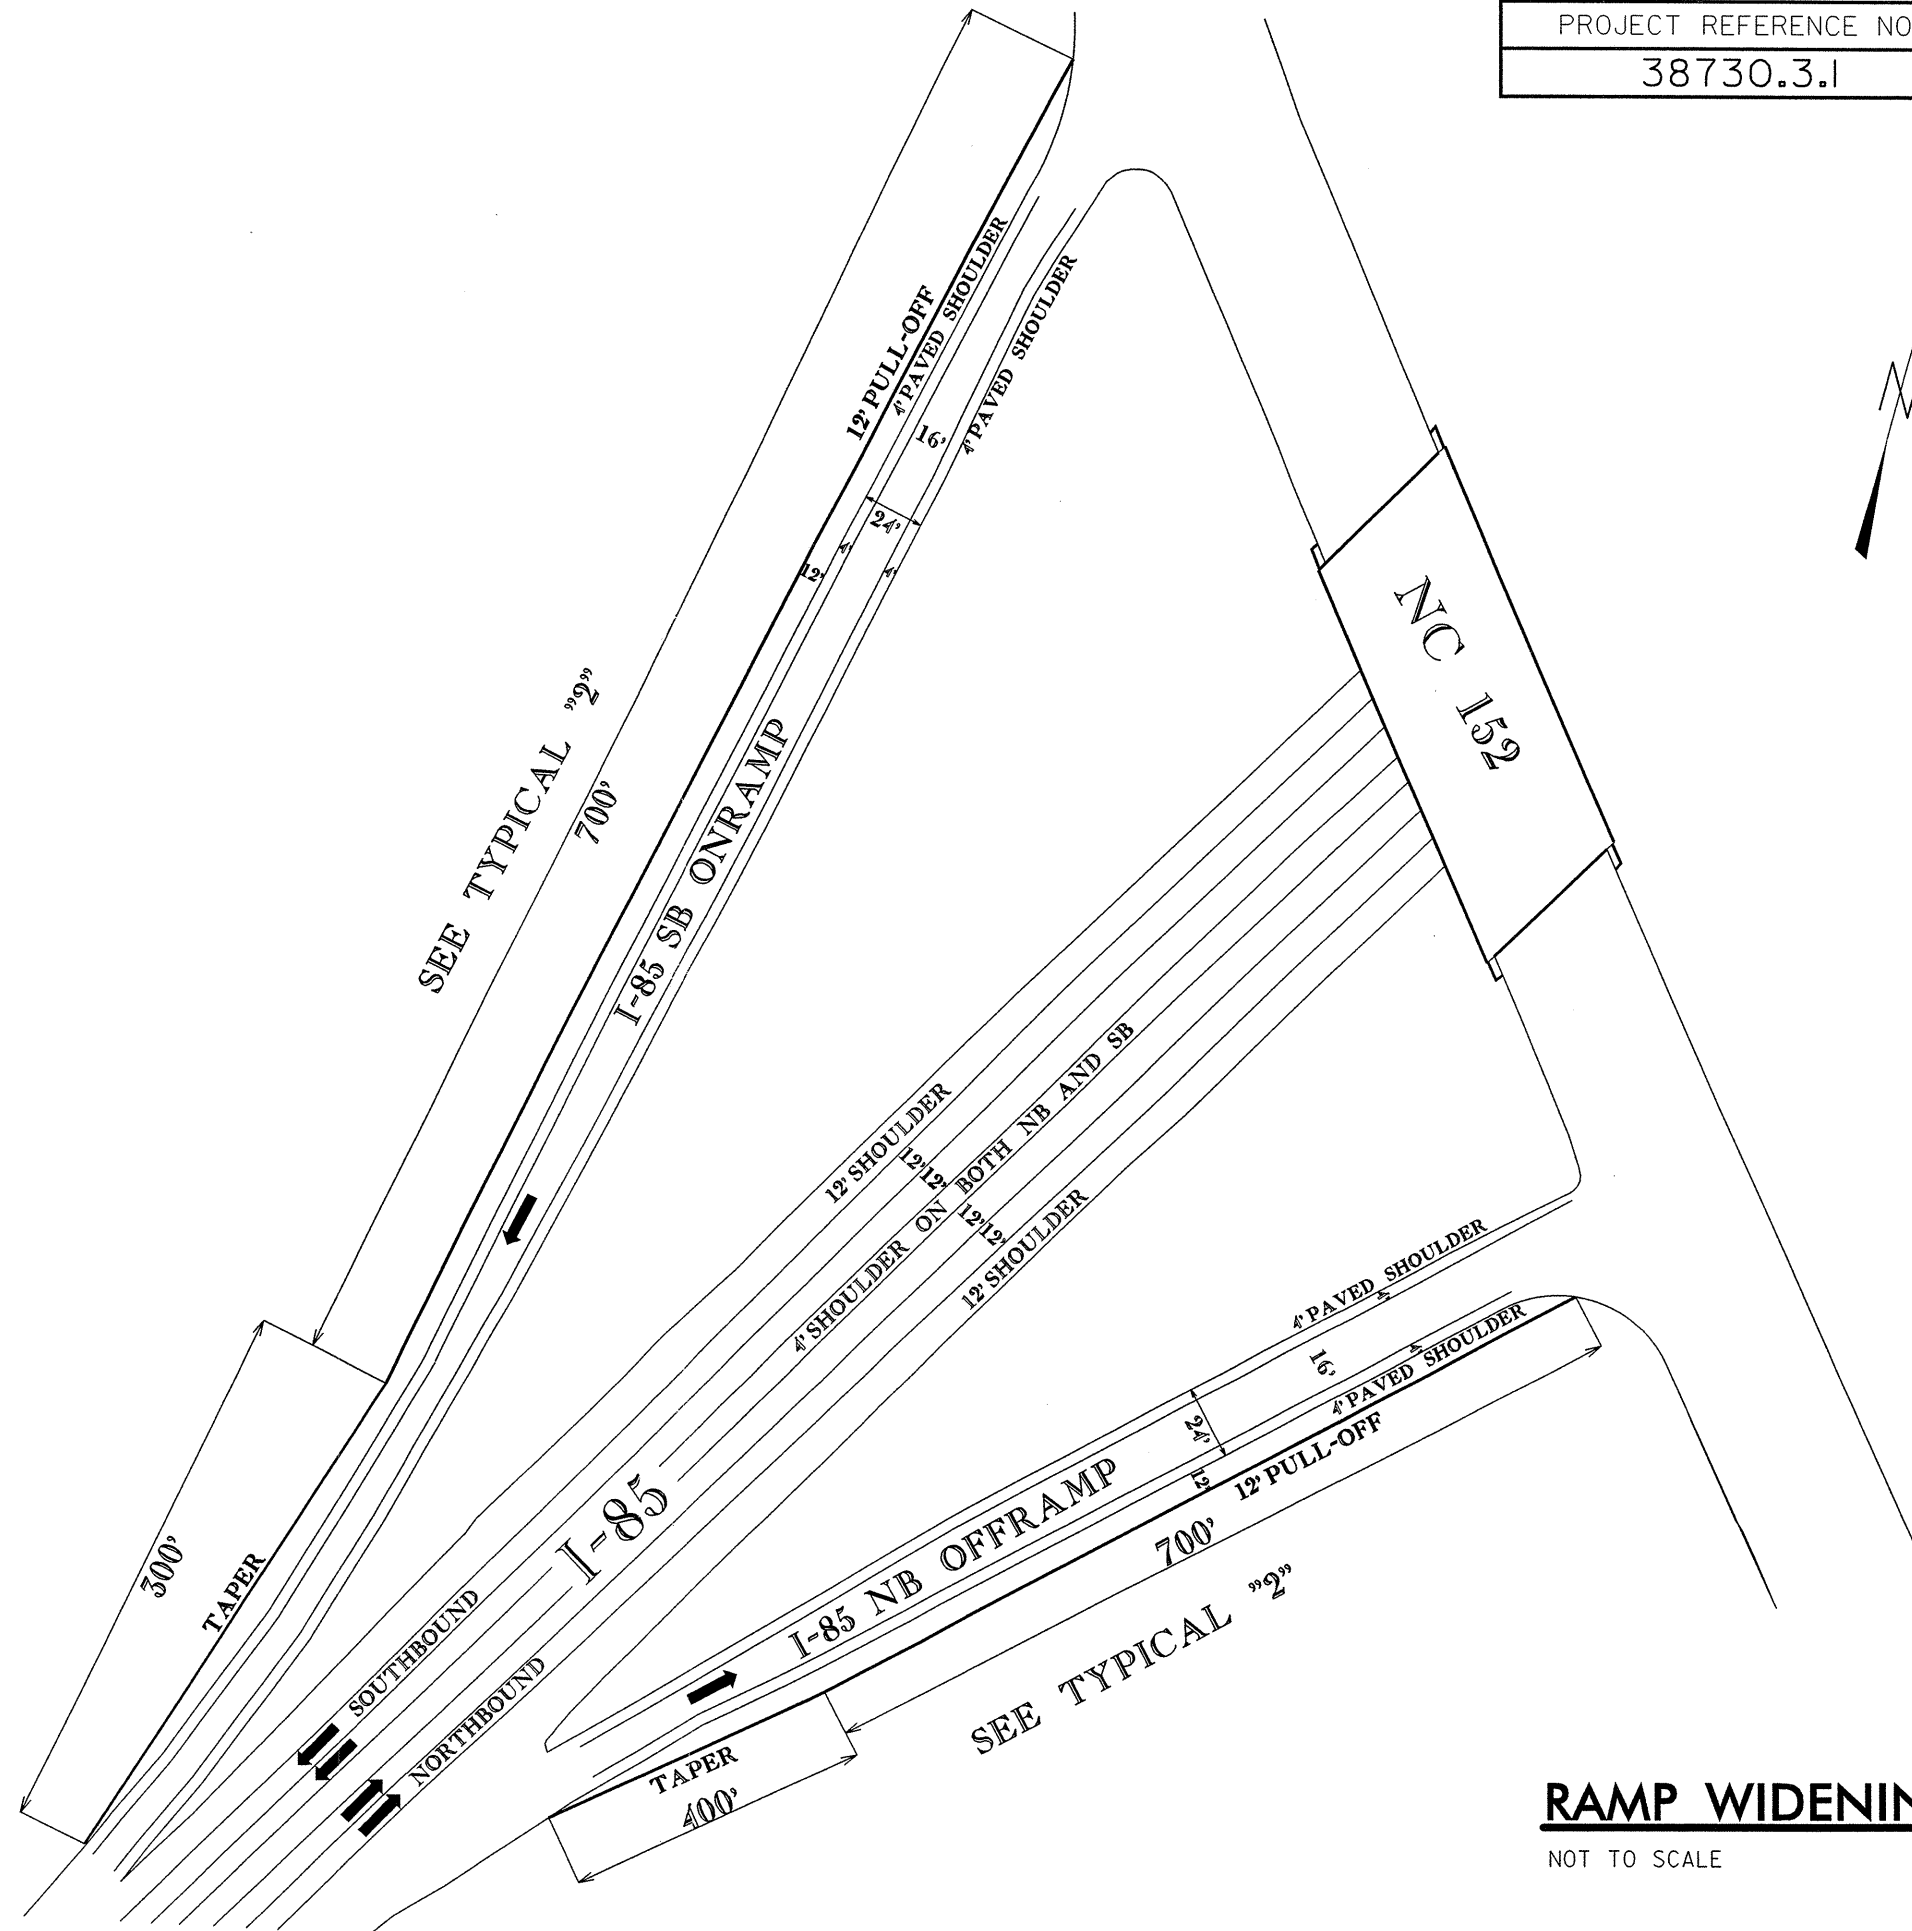 PROJECT REFERENCE NO
38730.3.1
12' PULL-OFF
4' PAVED SHOULDER
4' PAVED SHOULDER
16'
24'
4'
12'
4'
N
NC 152
SEE TYPICAL "2"
700'
I-85 SB ONRAMP
12' SHOULDER
12' 12'
4' SHOULDER ON BOTH NB AND SB
12' 12'
12' SHOULDER
4' PAVED SHOULDER
4'
16'
4'
4' PAVED SHOULDER
24'
12'
12' PULL-OFF
700'
I-85
I-85 NB OFFRAMP
SEE TYPICAL "2"
300'
TAPER
SOUTHBOUND
NORTHBOUND
TAPER
400'
RAMP WIDENIN
NOT TO SCALE